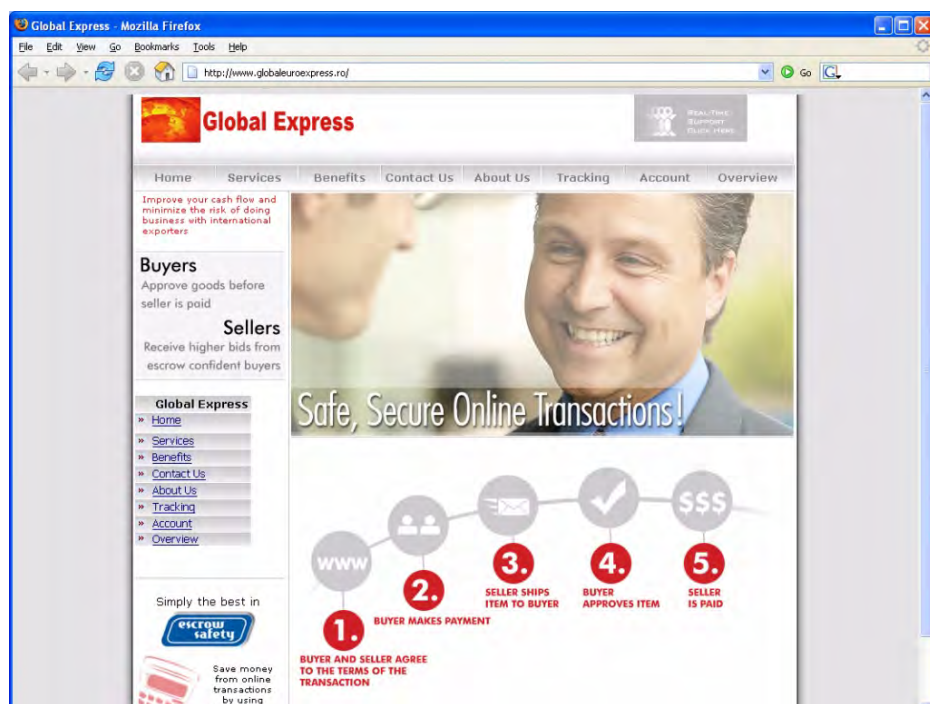 Global Express - Mozilla Firefox
File Edit View Go Bookmarks Tools Help
http://www.globaleuroexpress.ro/
Go
G
Global Express
REAL-TIME
SUPPORT
CLICK HERE
Home Services Benefits Contact Us About Us Tracking Account Overview
Improve your cash flow and
minimize the risk of doing
business with international
exporters
Buyers
Approve goods before
seller is paid
Sellers
Receive higher bids from
escrow confident buyers
Global Express
» Home
» Services
» Benefits
» Contact Us
» About Us
» Tracking
» Account
» Overview
Simply the best in
escrow
safety
Save money
from online
transactions
by using
Safe, Secure Online Transactions!
www
$$$
1.
BUYER AND SELLER AGREE
TO THE TERMS OF THE
TRANSACTION
2.
BUYER MAKES PAYMENT
3.
SELLER SHIPS
ITEM TO BUYER
4.
BUYER
APPROVES ITEM
5.
SELLER
IS PAID